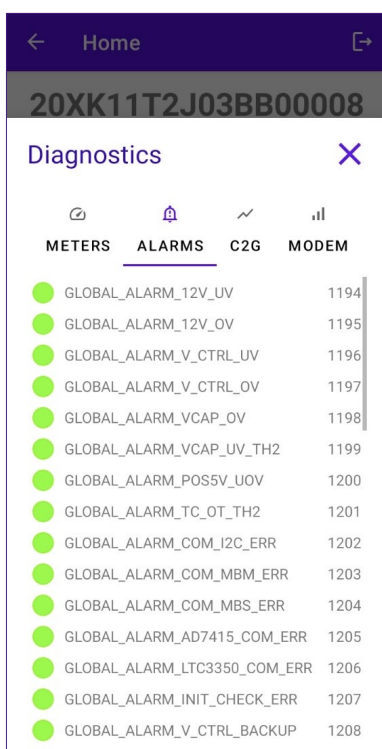 Home
20XK11T2J03BB00008
Diagnostics
METERS ALARMS C2G MODEM
GLOBAL_ALARM_12V_UV 1194
GLOBAL_ALARM_12V_OV 1195
GLOBAL_ALARM_V_CTRL_UV 1196
GLOBAL_ALARM_V_CTRL_OV 1197
GLOBAL_ALARM_VCAP_OV 1198
GLOBAL_ALARM_VCAP_UV_TH2 1199
GLOBAL_ALARM_POS5V_UOV 1200
GLOBAL_ALARM_TC_OT_TH2 1201
GLOBAL_ALARM_COM_I2C_ERR 1202
GLOBAL_ALARM_COM_MBM_ERR 1203
GLOBAL_ALARM_COM_MBS_ERR 1204
GLOBAL_ALARM_AD7415_COM_ERR 1205
GLOBAL_ALARM_LTC3350_COM_ERR 1206
GLOBAL_ALARM_INIT_CHECK_ERR 1207
GLOBAL_ALARM_V_CTRL_BACKUP 1208